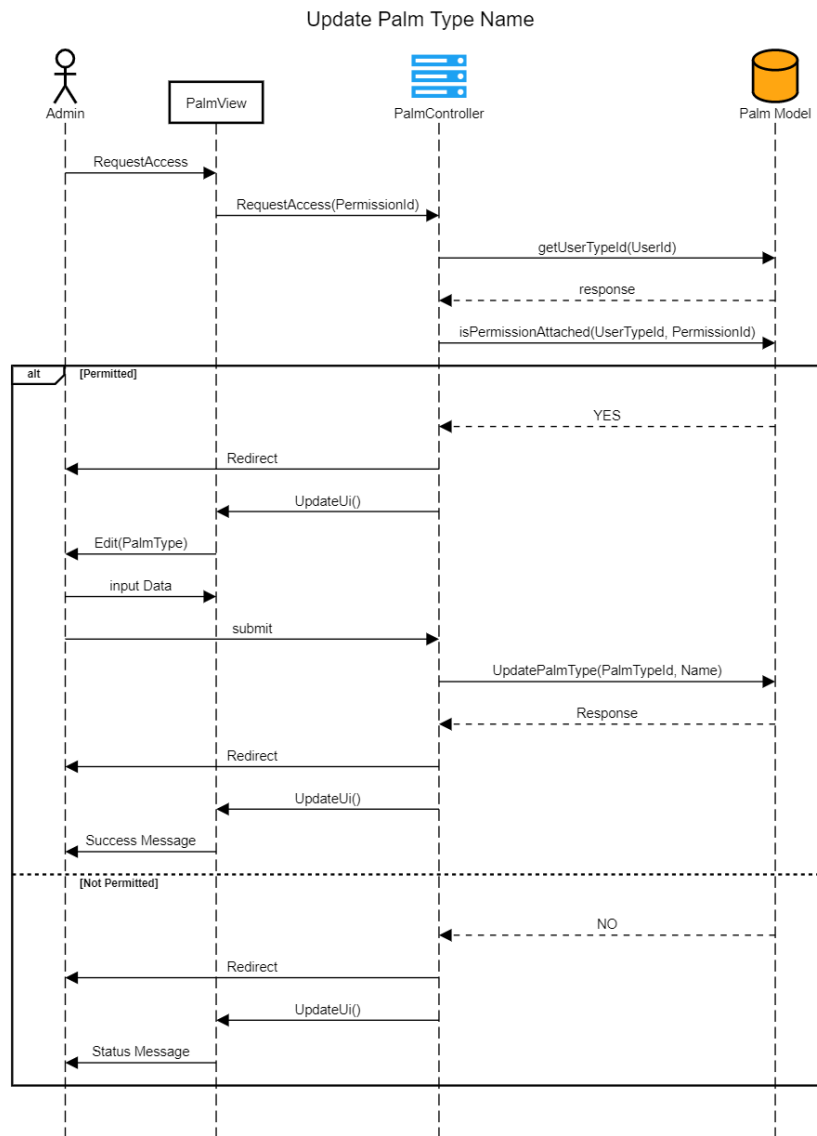 Update Palm Type Name
Admin
PalmView
PalmController
Palm Model
RequestAccess
RequestAccess(PermissionId)
getUserTypeId(UserId)
response
isPermissionAttached(UserTypeId, PermissionId)
alt
[Permitted]
YES
Redirect
UpdateUi()
Edit(PalmType)
input Data
submit
UpdatePalmType(PalmTypeId, Name)
Response
Redirect
UpdateUi()
Success Message
[Not Permitted]
NO
Redirect
UpdateUi()
Status Message